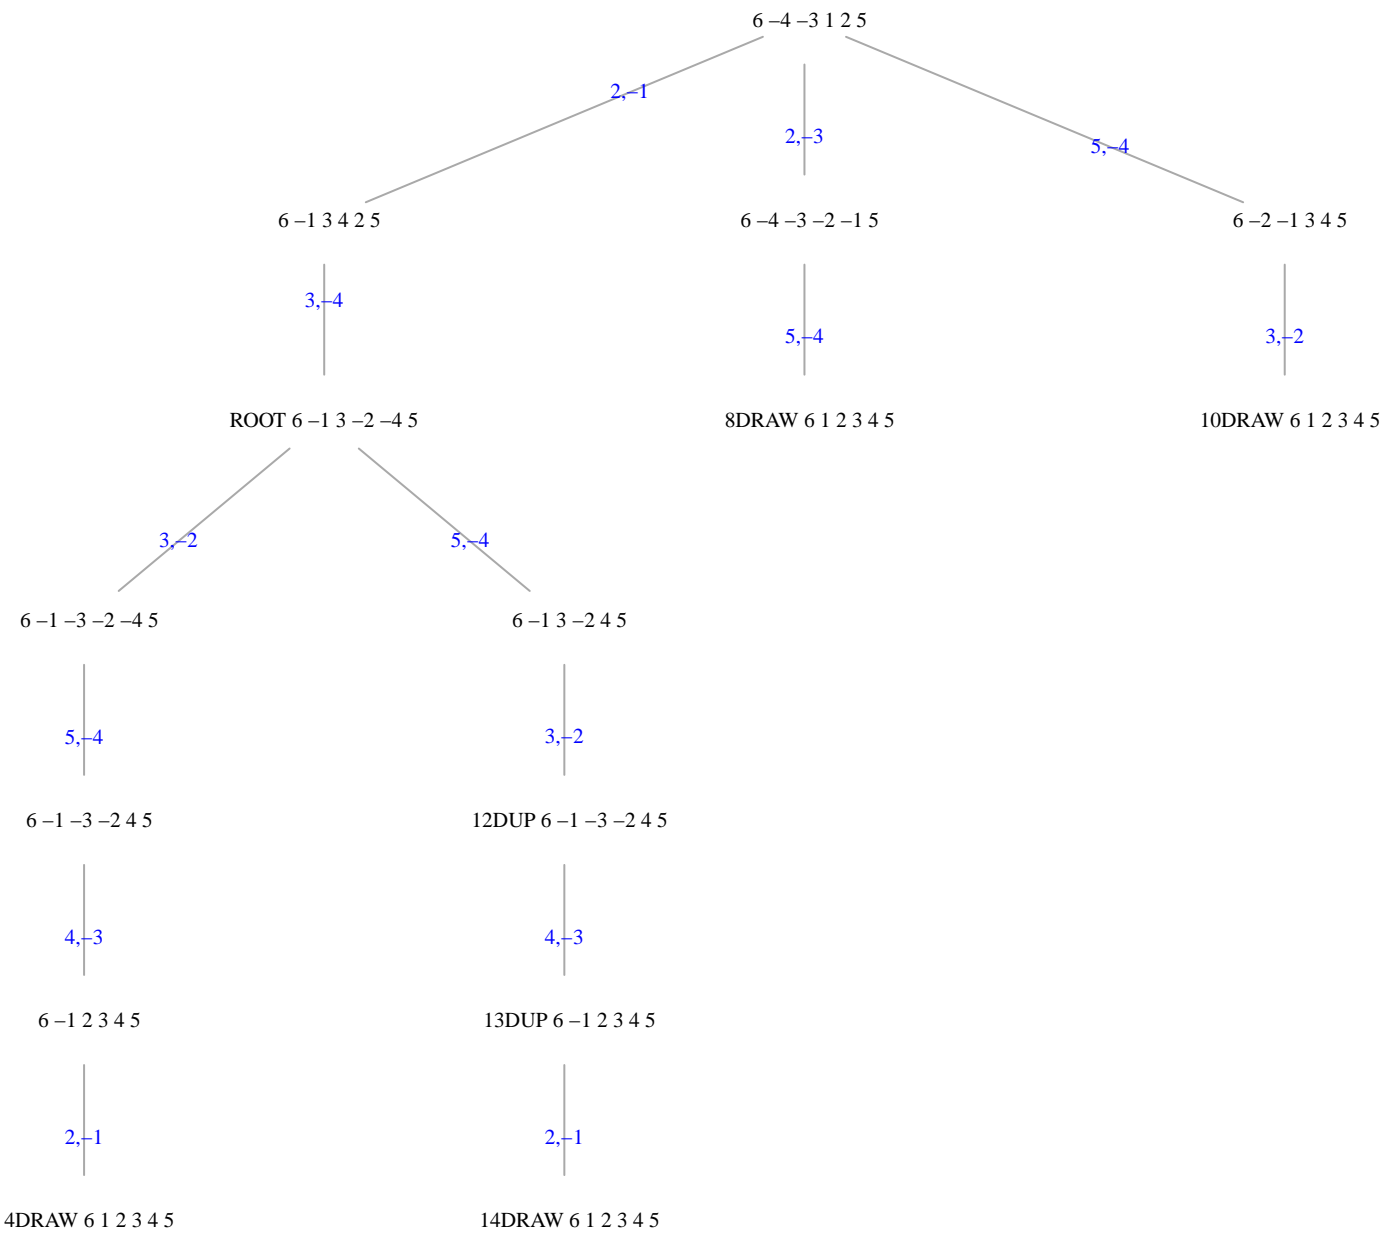 6 –4 –3 1 2 5
2,–1
2,–3
5,–4
6 –1 3 4 2 5
6 –4 –3 –2 –1 5
6 –2 –1 3 4 5
3,–4
5,–4
3,–2
ROOT 6 –1 3 –2 –4 5
8DRAW 6 1 2 3 4 5
10DRAW 6 1 2 3 4 5
3,–2
5,–4
6 –1 –3 –2 –4 5
6 –1 3 –2 4 5
5,–4
3,–2
6 –1 –3 –2 4 5
12DUP 6 –1 –3 –2 4 5
4,–3
4,–3
6 –1 2 3 4 5
13DUP 6 –1 2 3 4 5
2,–1
2,–1
4DRAW 6 1 2 3 4 5
14DRAW 6 1 2 3 4 5